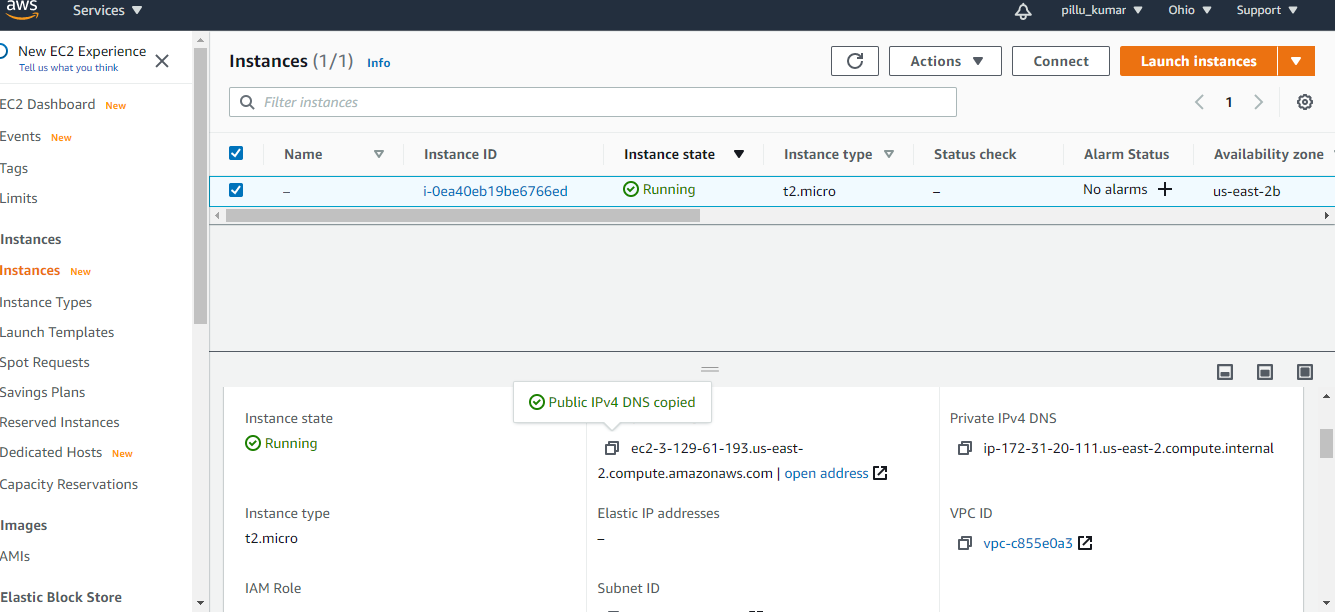 aws Services pillu_kumar Ohio Support
New EC2 Experience
Tell us what you think
EC2 Dashboard New
Events New
Tags
Limits
Instances
Instances New
Instance Types
Launch Templates
Spot Requests
Savings Plans
Reserved Instances
Dedicated Hosts New
Capacity Reservations
Images
AMIs
Elastic Block Store
Instances (1/1) Info
Actions
Connect
Launch instances
Filter instances
1
Name Instance ID Instance state Instance type Status check Alarm Status Availability zone
– i-0ea40eb19be6766ed Running t2.micro – No alarms us-east-2b
Public IPv4 DNS copied
Instance state
Running
ec2-3-129-61-193.us-east-
2.compute.amazonaws.com | open address
Private IPv4 DNS
ip-172-31-20-111.us-east-2.compute.internal
Instance type
t2.micro
Elastic IP addresses
–
VPC ID
vpc-c855e0a3
IAM Role
Subnet ID